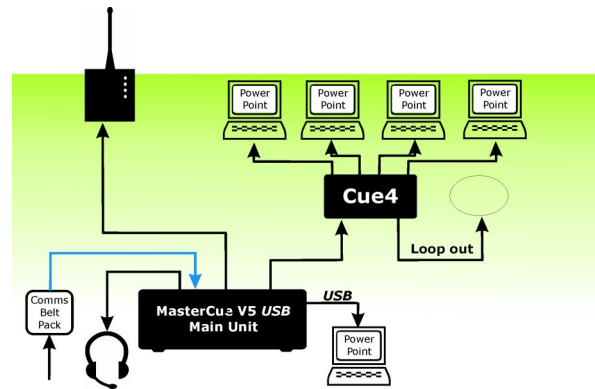 Power
Point
Power
Point
Power
Point
Power
Point
Cue4
Loop out
Comms
Belt
Pack
MasterCue V5 USB
Main Unit
USB
Power
Point